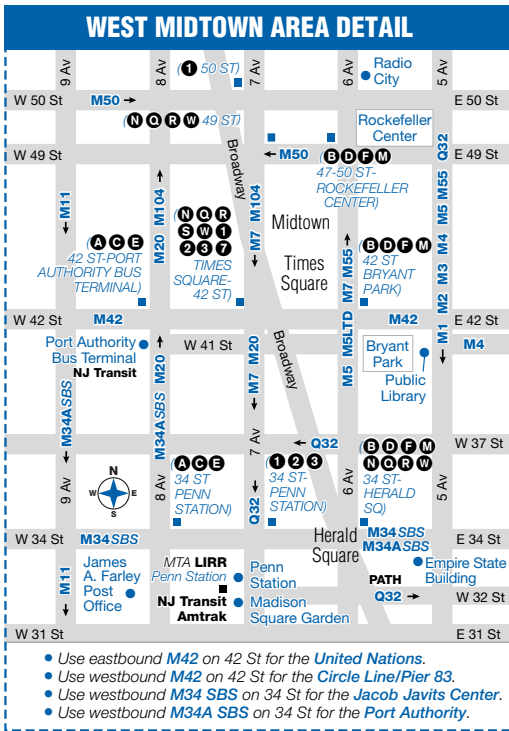 WEST MIDTOWN AREA DETAIL
9 Av
8 Av
(1 50 ST)
7 Av
6 Av
Radio
City
5 Av
W 50 St
M50 →
E 50 St
(N Q R W 49 ST)
Rockefeller
Center
W 49 St
Broadway
← M50
(B D F M
47-50 ST-
ROCKEFELLER
CENTER)
E 49 St
Q32
M5 M55
M11
M20 M104
M7 M104
Midtown
(N Q R
S W 1
2 3 7
TIMES
SQUARE-
42 ST)
(A C E
42 ST-PORT
AUTHORITY BUS
TERMINAL)
Times
Square
M5 M5LTD M7 M55
(B D F M
42 ST
BRYANT
PARK)
M1 M2 M3 M4
W 42 St
M42
M42
E 42 St
Port Authority
Bus Terminal
NJ Transit
W 41 St
Bryant
Park
M4
Public
Library
M34ASBS
M34ASBS M20
M7 M20
Broadway
← Q32
W 37 St
9 Av
N
W E
S
8 Av
(A C E
34 ST
PENN
STATION)
7 Av
Q32
(1 2 3
34 ST-
PENN
STATION)
6 Av
(B D F M
N Q R W
34 ST-
HERALD
SQ)
5 Av
W 34 St
M34SBS
Herald
Square
M34SBS
M34ASBS
E 34 St
M11
James
A. Farley
Post
Office
MTA LIRR
Penn Station
Penn
Station
NJ Transit
Amtrak
Madison
Square Garden
PATH
Empire State
Building
Q32 →
W 32 St
W 31 St
E 31 St
• Use eastbound M42 on 42 St for the United Nations.
• Use westbound M42 on 42 St for the Circle Line/Pier 83.
• Use westbound M34 SBS on 34 St for the Jacob Javits Center.
• Use westbound M34A SBS on 34 St for the Port Authority.